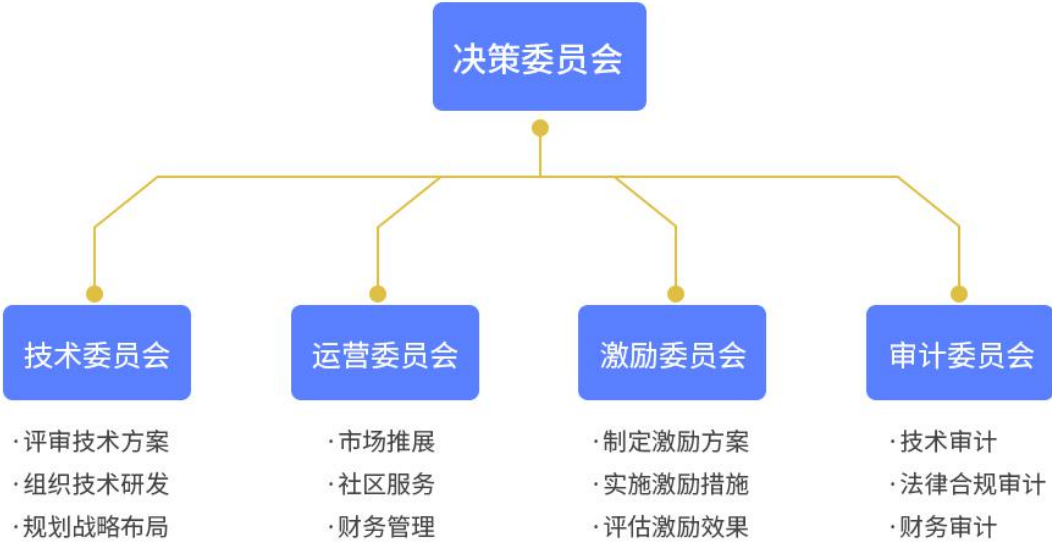 决策委员会
技术委员会
运营委员会
激励委员会
审计委员会
·评审技术方案
·组织技术研发
·规划战略布局
·市场推展
·社区服务
·财务管理
·制定激励方案
·实施激励措施
·评估激励效果
·技术审计
·法律合规审计
·财务审计